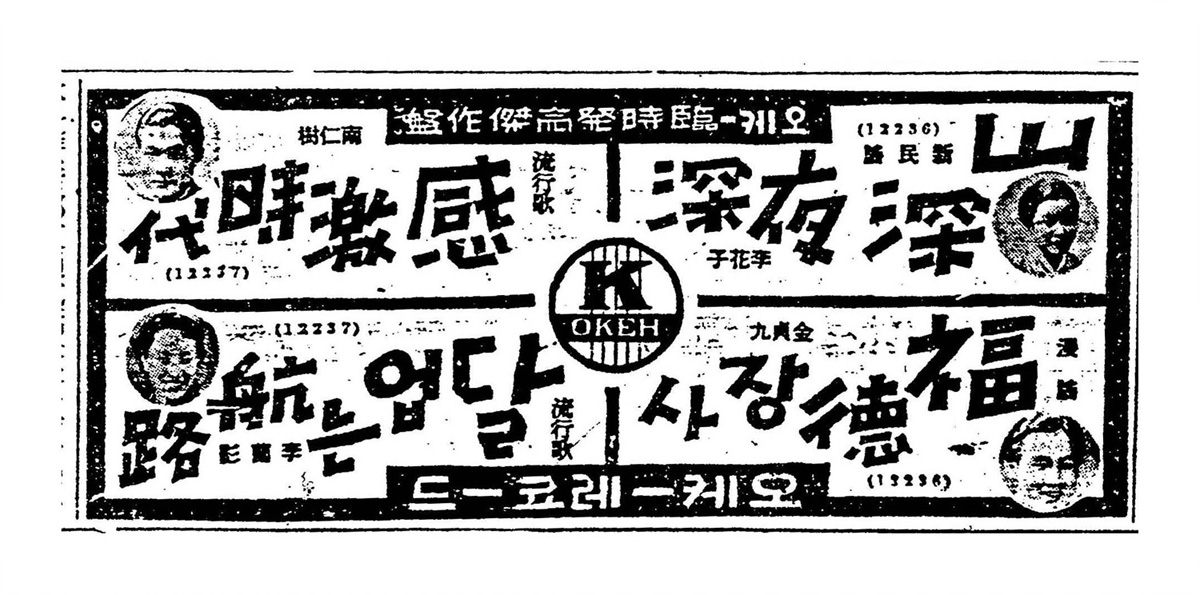 오케ー臨時発高傑作盤
(12236)
新民謠
山深夜深
李花子
流行歌
感激時代
南仁樹
(12237)
K
OKEH
漫謠
福德장사
金貞九
(12236)
流行歌
달업는航路
李蘭影
(12237)
오케ー레코ー드